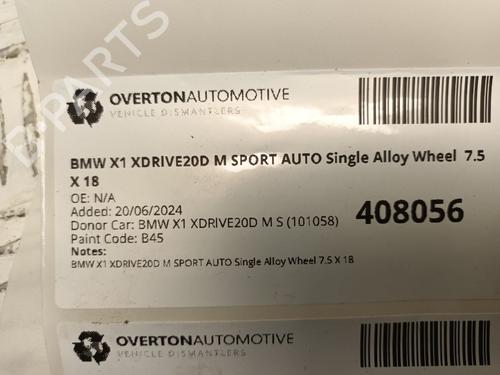 B-PARTS
OVERTONAUTOMOTIVE
VEHICLE DISMANTLERS
BMW X1 XDRIVE20D M SPORT AUTO Single Alloy Wheel 7.5
X 18
OE: N/A
Added: 20/06/2024
Donor Car: BMW X1 XDRIVE20D M S (101058)
408056
Paint Code: B45
Notes:
BMW X1 XDRIVE20D M SPORT AUTO Single Alloy Wheel 7.5 X 18
OVERTONAUTOMOTIVE
VEHICLE DISMANTLERS